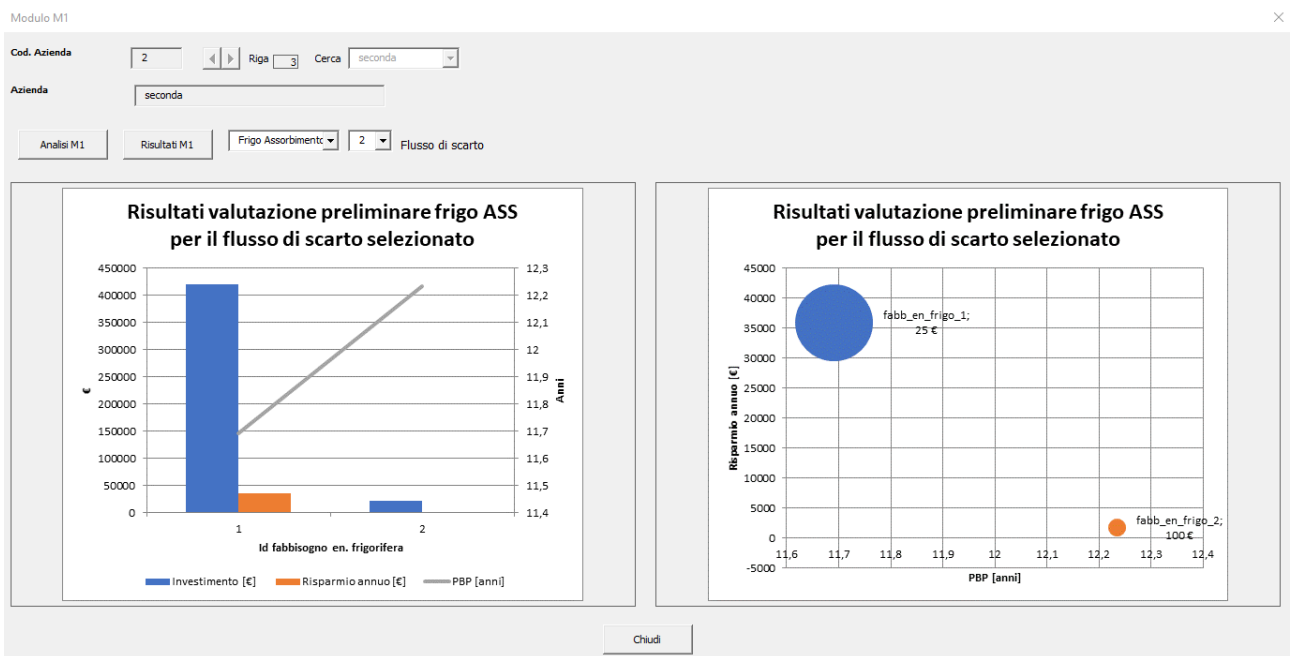 Modulo M1
Cod. Azienda
2
Riga 3
Cerca seconda
Azienda
seconda
Analisi M1
Risultati M1
Frigo Assorbimentc
2
Flusso di scarto
Risultati valutazione preliminare frigo ASS
per il flusso di scarto selezionato
450000
400000
350000
300000
250000
200000
150000
100000
50000
0
€
12,3
12,2
12,1
12
11,9
11,8
11,7
11,6
11,5
11,4
Anni
1
2
Id fabbisogno en. frigorifera
Investimento [€]
Risparmio annuo [€]
PBP [anni]
Risultati valutazione preliminare frigo ASS
per il flusso di scarto selezionato
45000
40000
35000
30000
25000
20000
15000
10000
5000
0
-5000
Risparmio annuo [€]
fabb_en_frigo_1;
25 €
fabb_en_frigo_2;
100 €
11,6
11,7
11,8
11,9
12
12,1
12,2
12,3
12,4
PBP [anni]
Chiudi